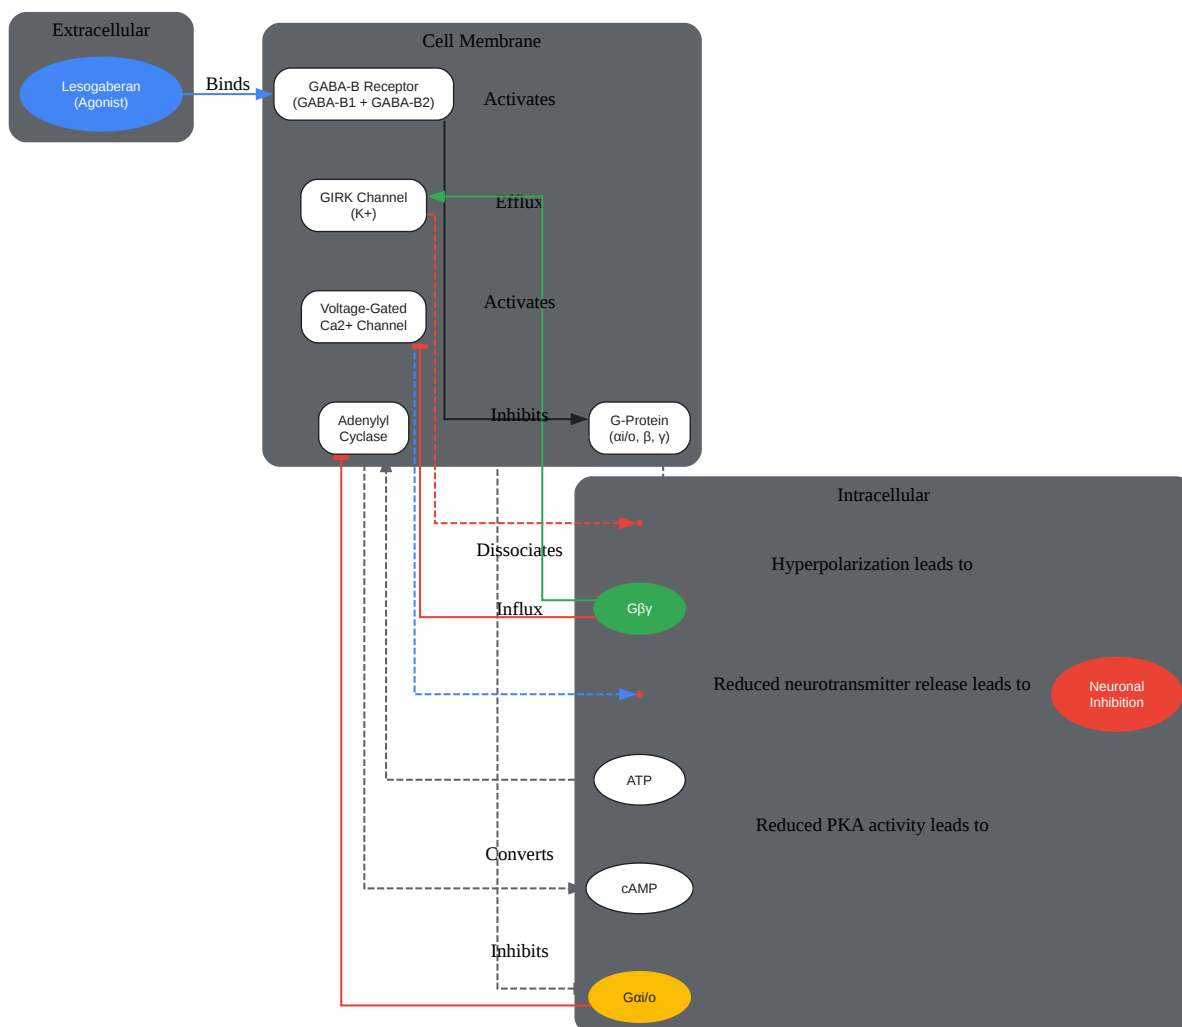 Extracellular
Lesogaberan
(Agonist)
Binds
Cell Membrane
GABA-B Receptor
(GABA-B1 + GABA-B2)
Activates
GIRK Channel
(K+)
Efflux
Voltage-Gated
Ca2+ Channel
Activates
Adenylyl
Cyclase
Inhibits
G-Protein
(αi/o, β, γ)
Intracellular
Dissociates
Hyperpolarization leads to
Influx
Gβγ
Reduced neurotransmitter release leads to
Neuronal
Inhibition
ATP
Reduced PKA activity leads to
Converts
cAMP
Inhibits
Gαi/o